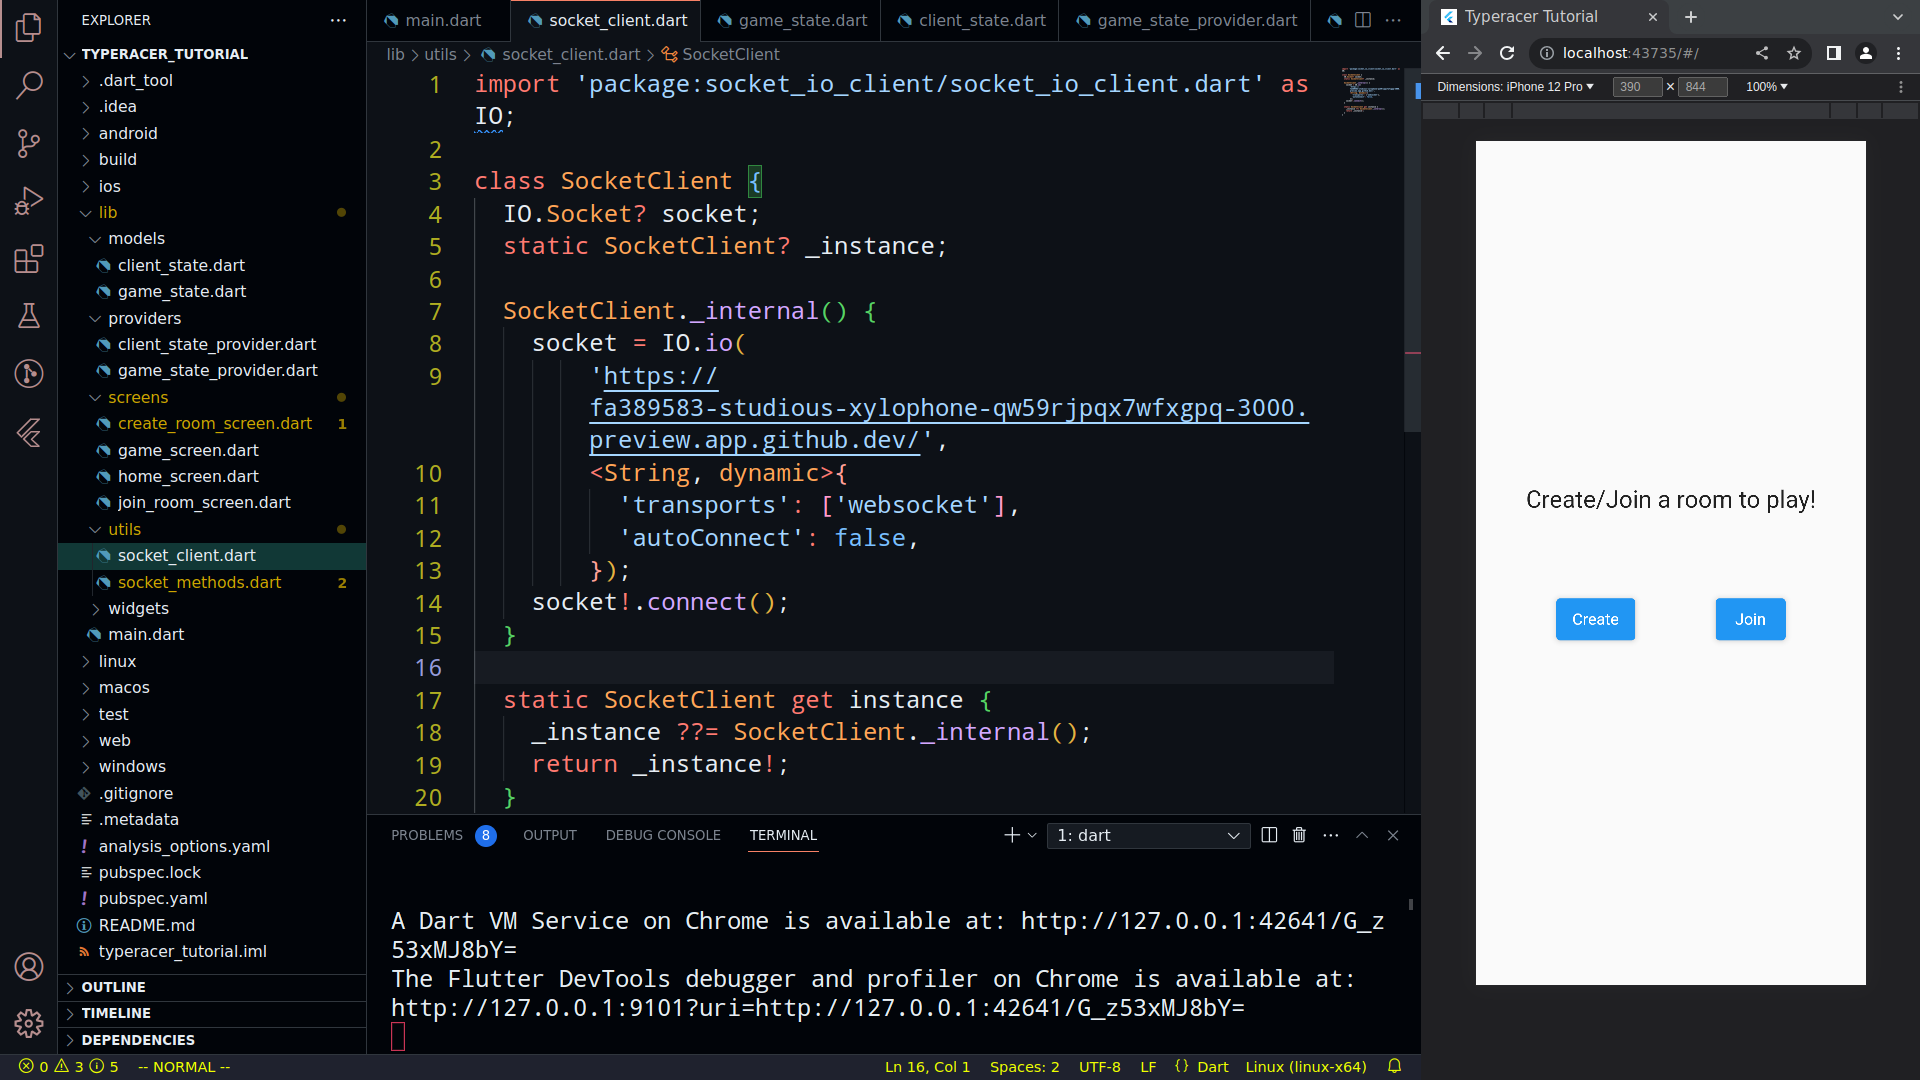 EXPLORER
TYPERACER_TUTORIAL
.dart_tool
.idea
android
build
ios
lib
models
client_state.dart
game_state.dart
providers
client_state_provider.dart
game_state_provider.dart
screens
create_room_screen.dart 1
game_screen.dart
home_screen.dart
join_room_screen.dart
utils
socket_client.dart
socket_methods.dart 2
widgets
main.dart
linux
macos
test
web
windows
.gitignore
.metadata
! analysis_options.yaml
pubspec.lock
! pubspec.yaml
README.md
typeracer_tutorial.iml
OUTLINE
TIMELINE
DEPENDENCIES
main.dart socket_client.dart game_state.dart client_state.dart game_state_provider.dart
lib > utils > socket_client.dart > SocketClient
1 import 'package:socket_io_client/socket_io_client.dart' as
IO;
2
3 class SocketClient {
4 IO.Socket? socket;
5 static SocketClient? _instance;
6
7 SocketClient._internal() {
8 socket = IO.io(
9 'https://
fa389583-studious-xylophone-qw59rjpqx7wfxgpq-3000.
preview.app.github.dev/',
10 <String, dynamic>{
11 'transports': ['websocket'],
12 'autoConnect': false,
13 });
14 socket!.connect();
15 }
16
17 static SocketClient get instance {
18 _instance ??= SocketClient._internal();
19 return _instance!;
20 }
PROBLEMS 8 OUTPUT DEBUG CONSOLE TERMINAL 1: dart
A Dart VM Service on Chrome is available at: http://127.0.0.1:42641/G_z
53xMJ8bY=
The Flutter DevTools debugger and profiler on Chrome is available at:
http://127.0.0.1:9101?uri=http://127.0.0.1:42641/G_z53xMJ8bY=
0 3 5 -- NORMAL -- Ln 16, Col 1 Spaces: 2 UTF-8 LF {} Dart Linux (linux-x64)
Typeracer Tutorial
localhost:43735/#/
Dimensions: iPhone 12 Pro 390 × 844 100%
Create/Join a room to play!
Create Join